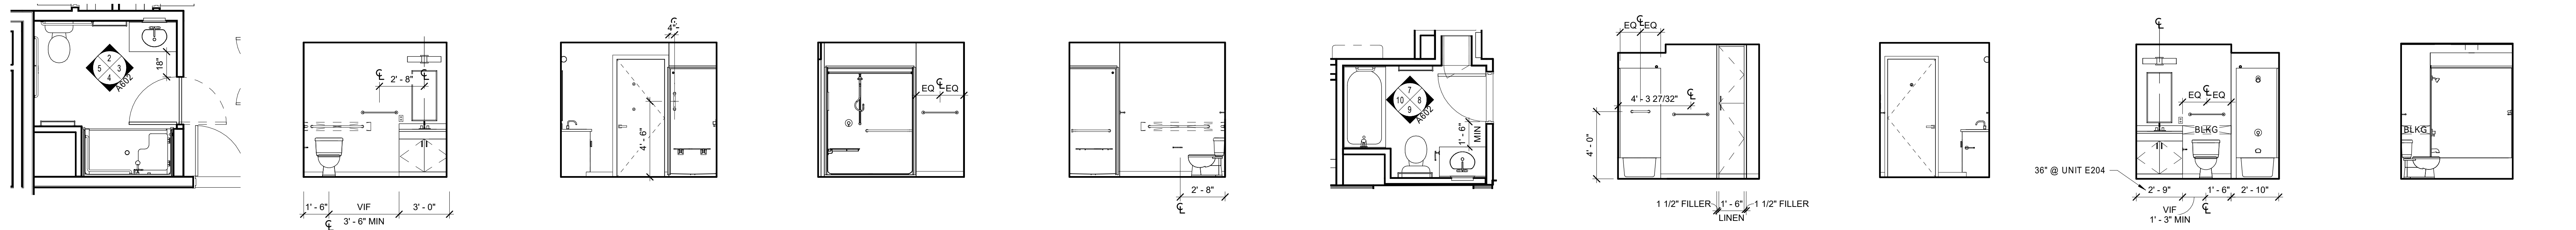 2
5 3
4
A602
18"
℄
2' - 8"
℄
1' - 6"
VIF
3' - 0"
3' - 6" MIN
℄
℄
4"
4' - 6"
℄
EQ EQ
2' - 8"
℄
7
10 8
9
A602
1' - 6"
MIN
℄
EQ EQ
4' - 3 27/32"
℄
4' - 0"
1 1/2" FILLER
1' - 6"
1 1/2" FILLER
LINEN
℄
℄
EQ EQ
BLKG
36" @ UNIT E204
2' - 9"
1' - 6"
2' - 10"
VIF
℄
1' - 3" MIN
BLKG